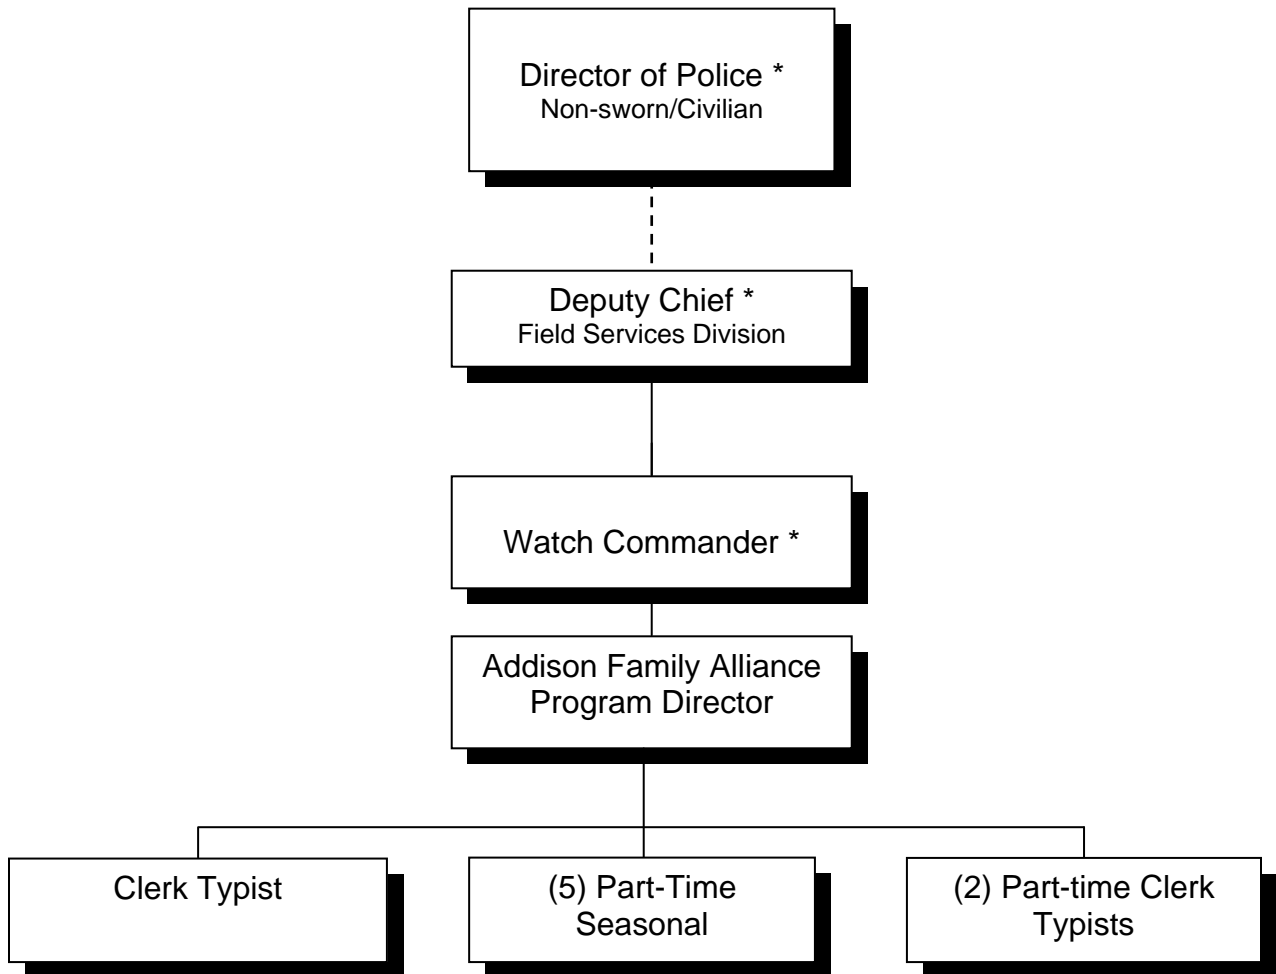 Director of Police *
Non-sworn/Civilian
Deputy Chief *
Field Services Division
Watch Commander *
Addison Family Alliance
Program Director
Clerk Typist
(5) Part-Time
Seasonal
(2) Part-time Clerk
Typists